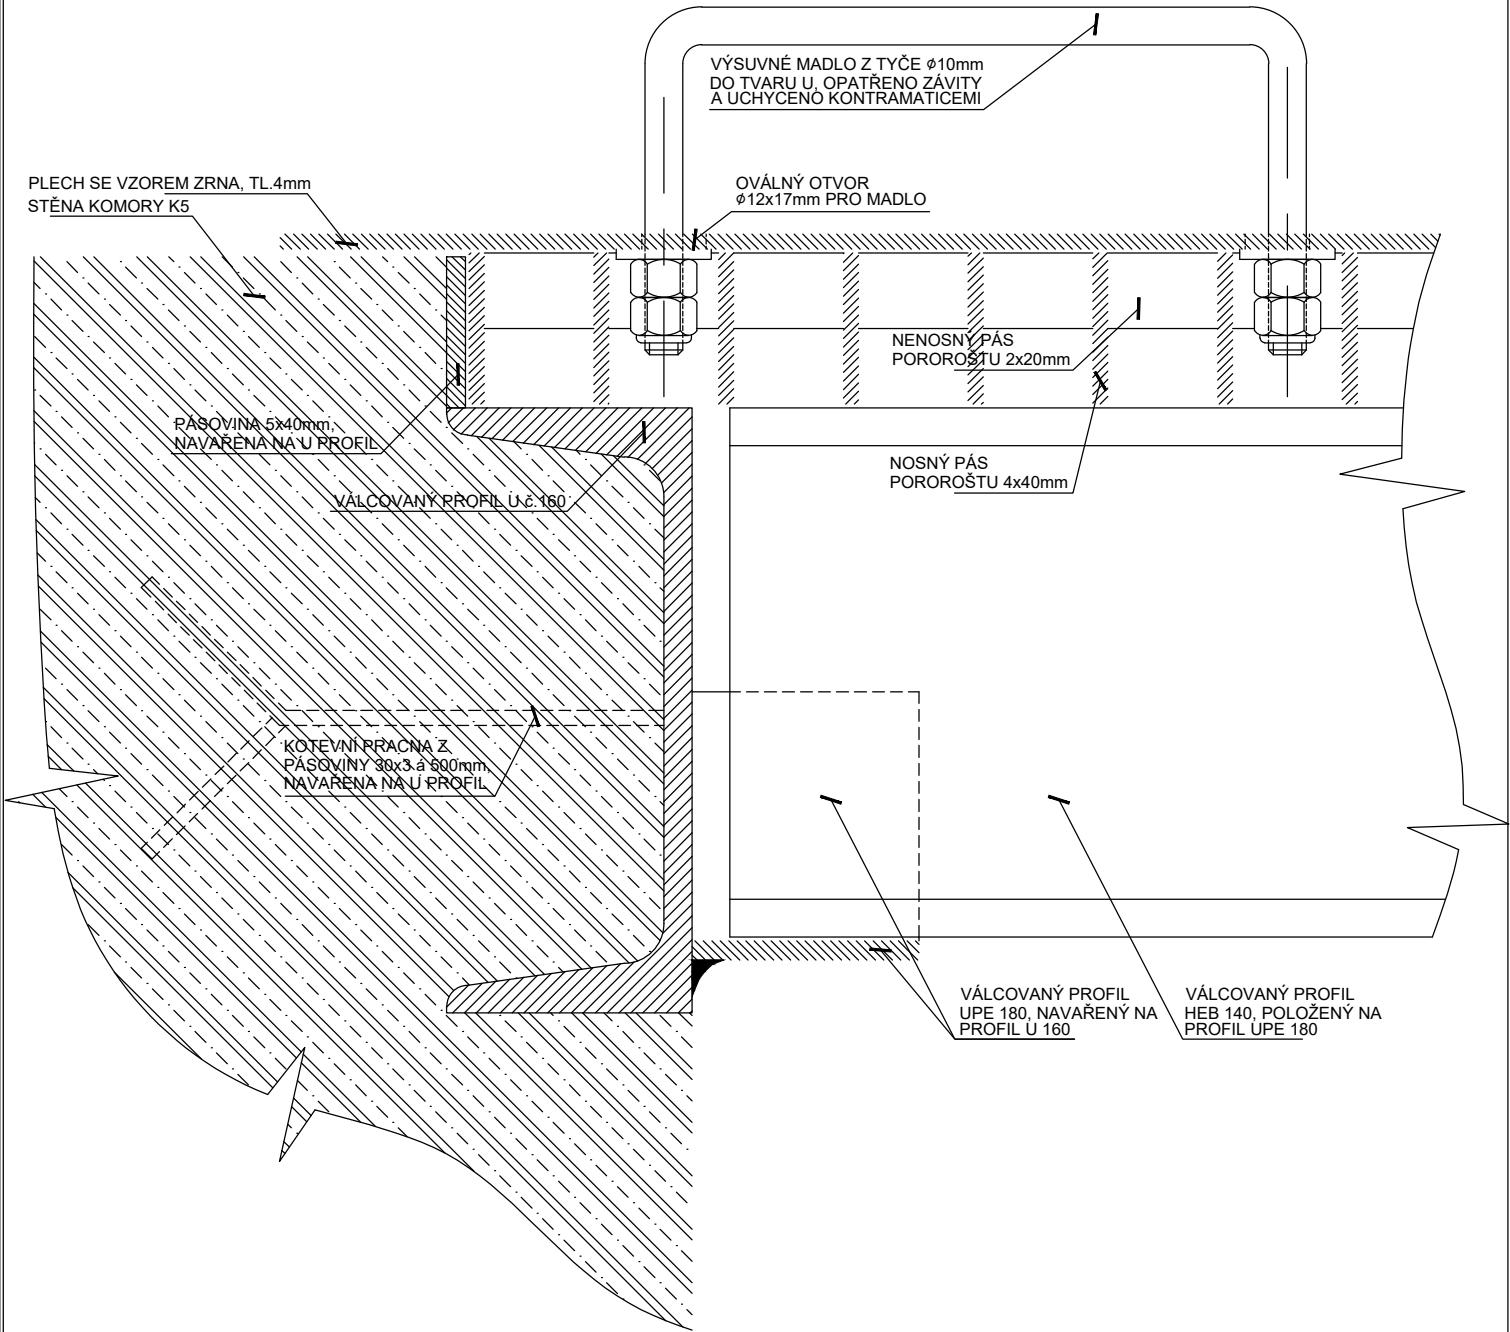 VÝSUVNÉ MADLO Z TYČE ⌀10mm
DO TVARU U, OPATŘENO ZÁVITY
A UCHYCENO KONTRAMATICEMI
PLECH SE VZOREM ZRNA, TL.4mm
STĚNA KOMORY K5
OVÁLNÝ OTVOR
⌀12x17mm PRO MADLO
NENOSNÝ PÁS
POROROŠTU 2x20mm
PÁSOVINA 5x40mm,
NAVAŘENA NA U PROFIL
NOSNÝ PÁS
POROROŠTU 4x40mm
VÁLCOVANÝ PROFIL U č.160
KOTEVNÍ PRACNA Z
PÁSOVINY 30x3 á 500mm,
NAVAŘENA NA U PROFIL
VÁLCOVANÝ PROFIL
UPE 180, NAVAŘENÝ NA
PROFIL U 160
VÁLCOVANÝ PROFIL
HEB 140, POLOŽENÝ NA
PROFIL UPE 180